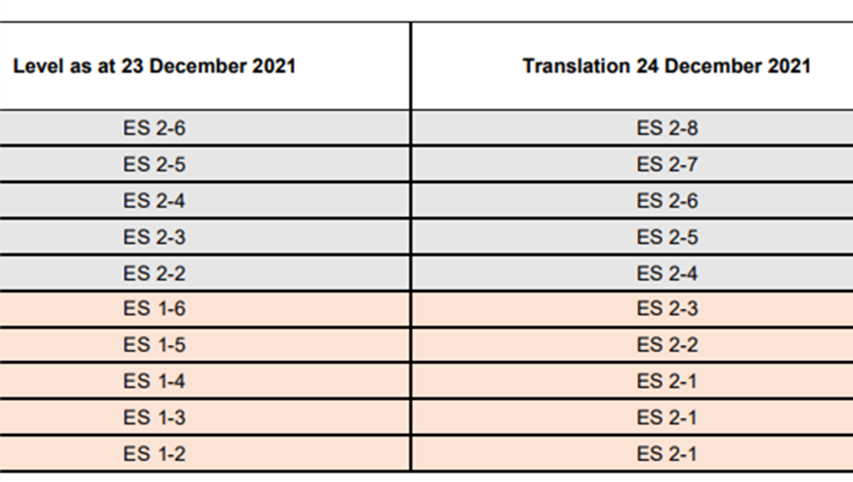 Level as at 23 December 2021 Translation 24 December 2021
ES 2-6 ES 2-8
ES 2-5 ES 2-7
ES 2-4 ES 2-6
ES 2-3 ES 2-5
ES 2-2 ES 2-4
ES 1-6 ES 2-3
ES 1-5 ES 2-2
ES 1-4 ES 2-1
ES 1-3 ES 2-1
ES 1-2 ES 2-1